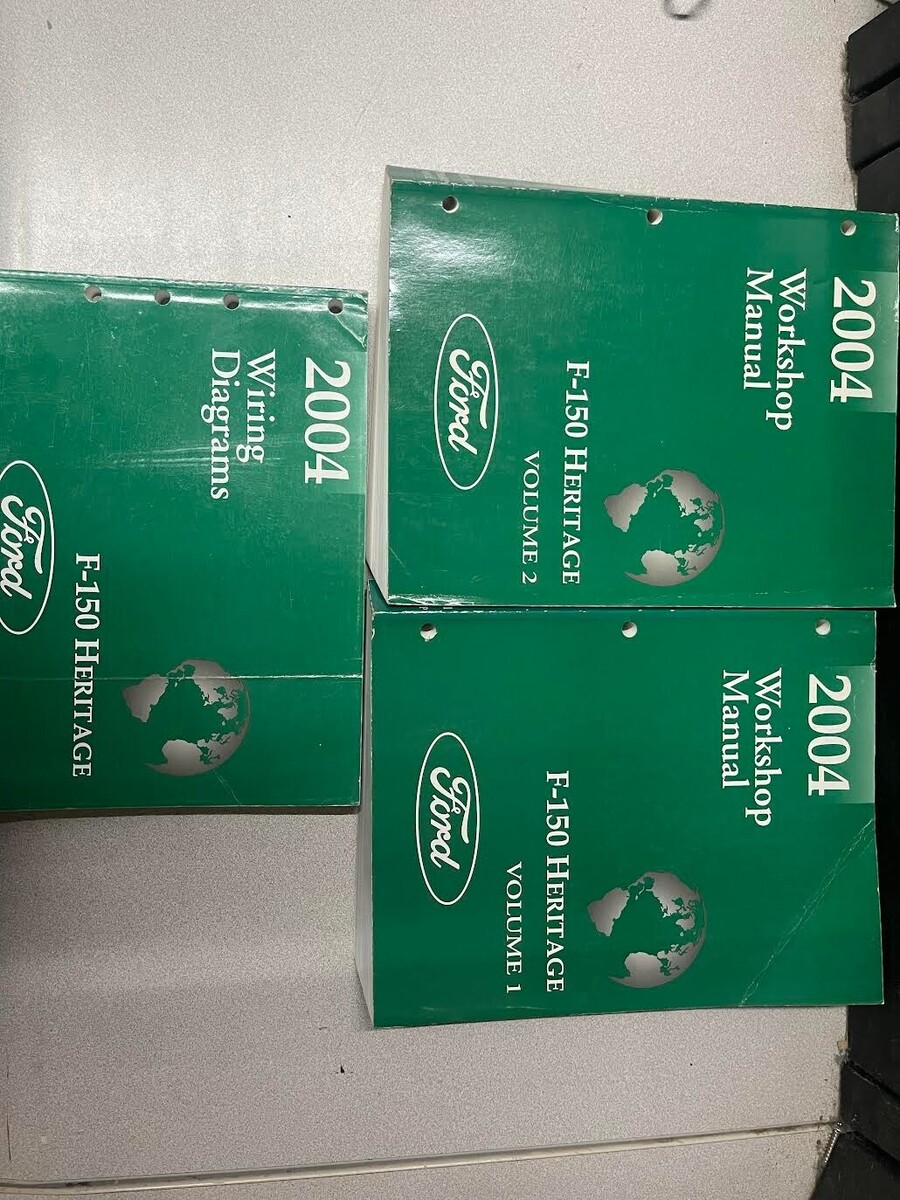 2004
Workshop
Manual
F-150 HERITAGE
VOLUME 2
Ford
2004
Workshop
Manual
F-150 HERITAGE
VOLUME 1
Ford
2004
Wiring
Diagrams
F-150 HERITAGE
Ford